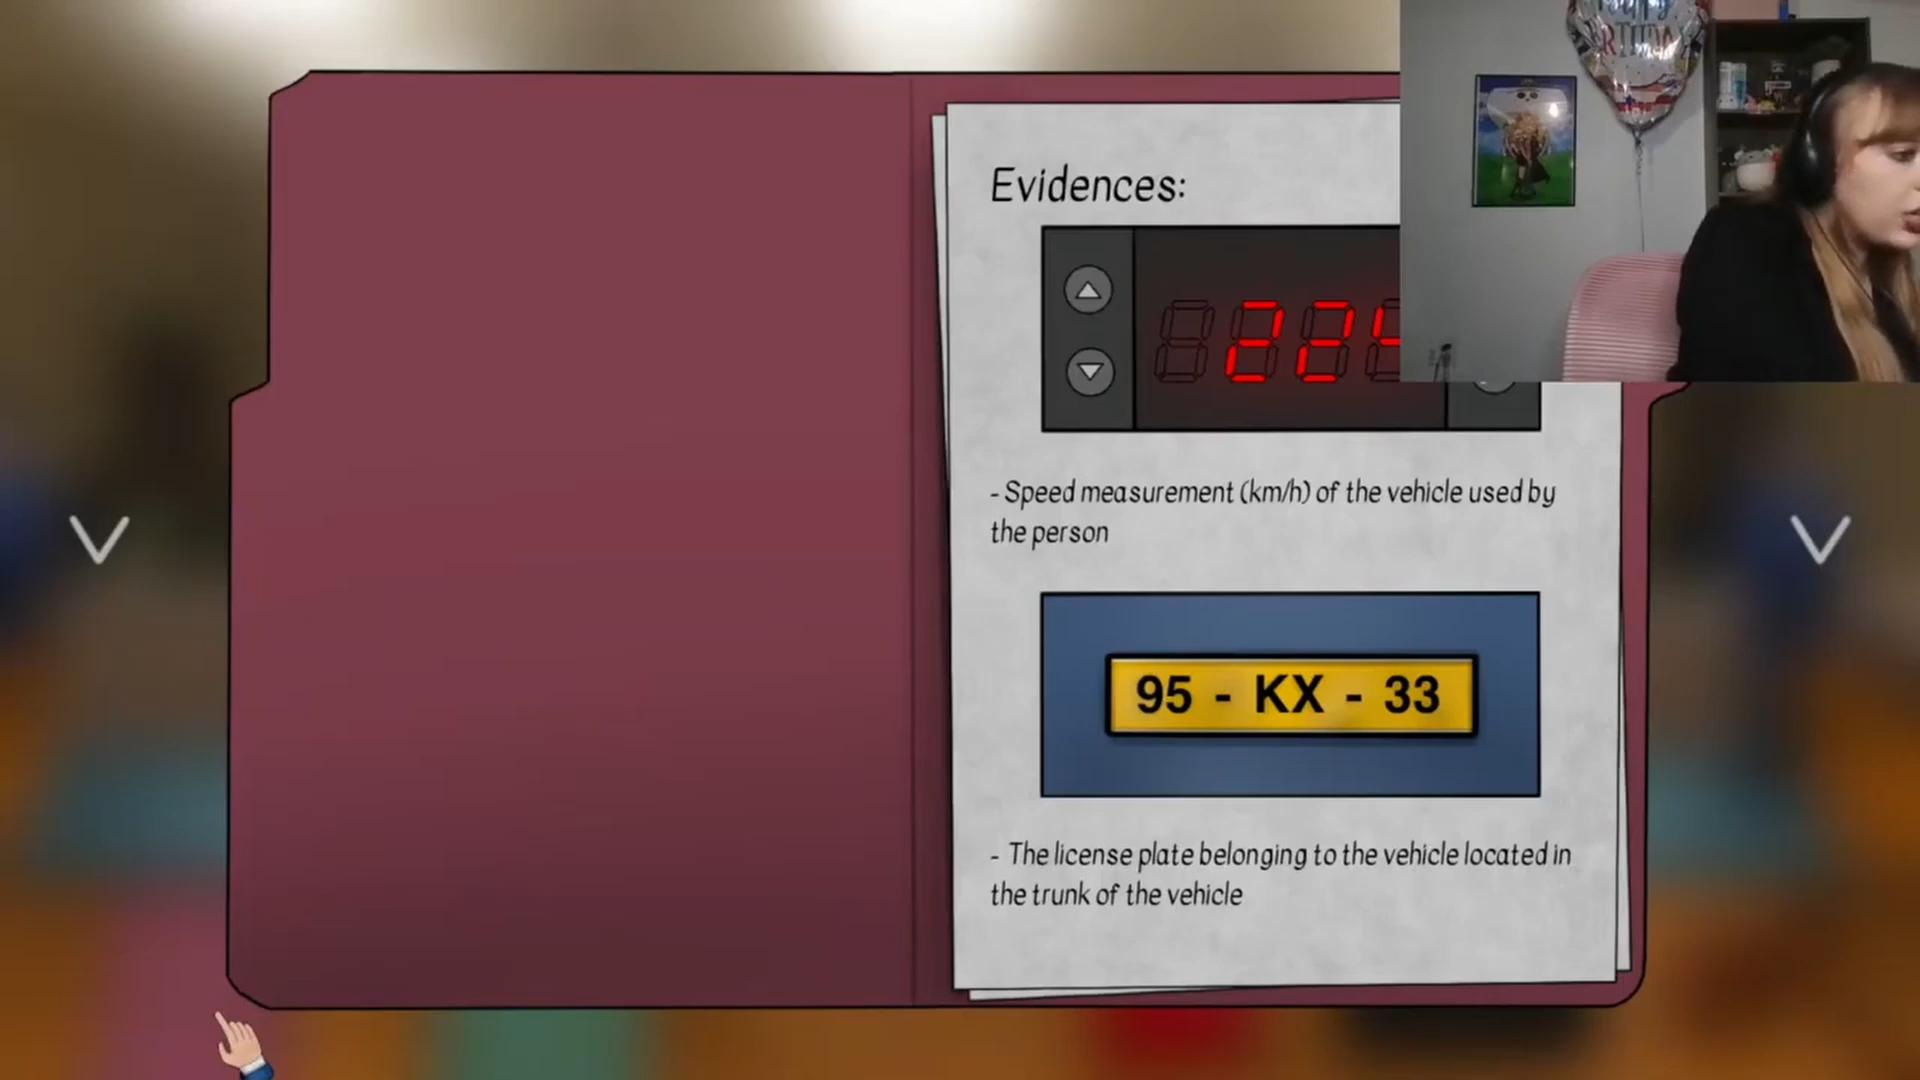 Evidences:
22
- Speed measurement (km/h) of the vehicle used by
the person
95 - KX - 33
- The license plate belonging to the vehicle located in
the trunk of the vehicle